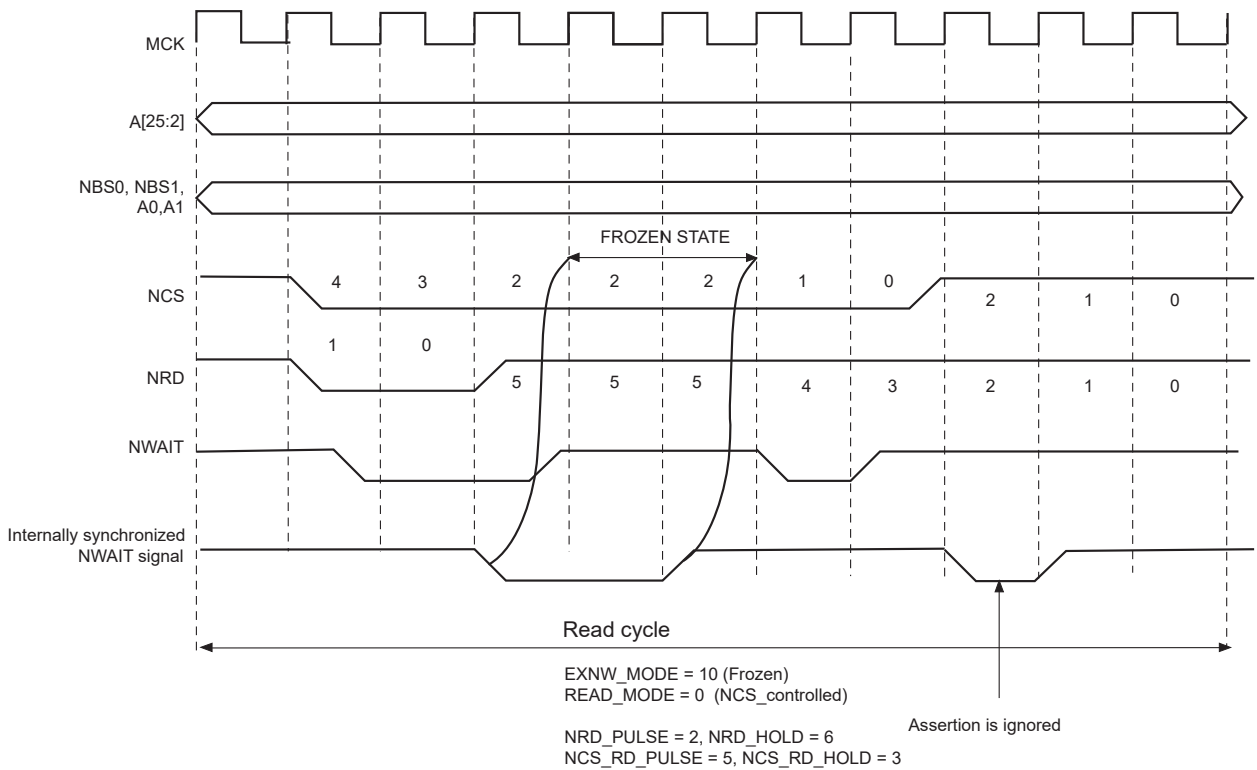 MCK
A[25:2]
NBS0, NBS1,
A0,A1
FROZEN STATE
4 3 2 2 2 1 0
NCS
2 1 0
1 0
NRD
5 5 5 4 3 2 1 0
NWAIT
Internally synchronized
NWAIT signal
Read cycle
EXNW_MODE = 10 (Frozen)
READ_MODE = 0 (NCS_controlled)
Assertion is ignored
NRD_PULSE = 2, NRD_HOLD = 6
NCS_RD_PULSE = 5, NCS_RD_HOLD = 3